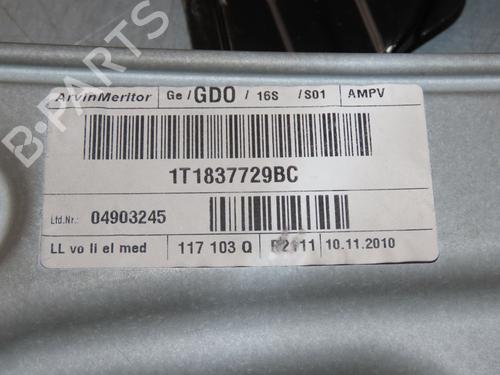 B-PARTS
ArvinMeritor Ge / GDO / 16S / S01 AMPV
1T1837729BC
Lfd.Nr.: 04903245
LL vo li el med 117 103 Q R2111 10.11.2010